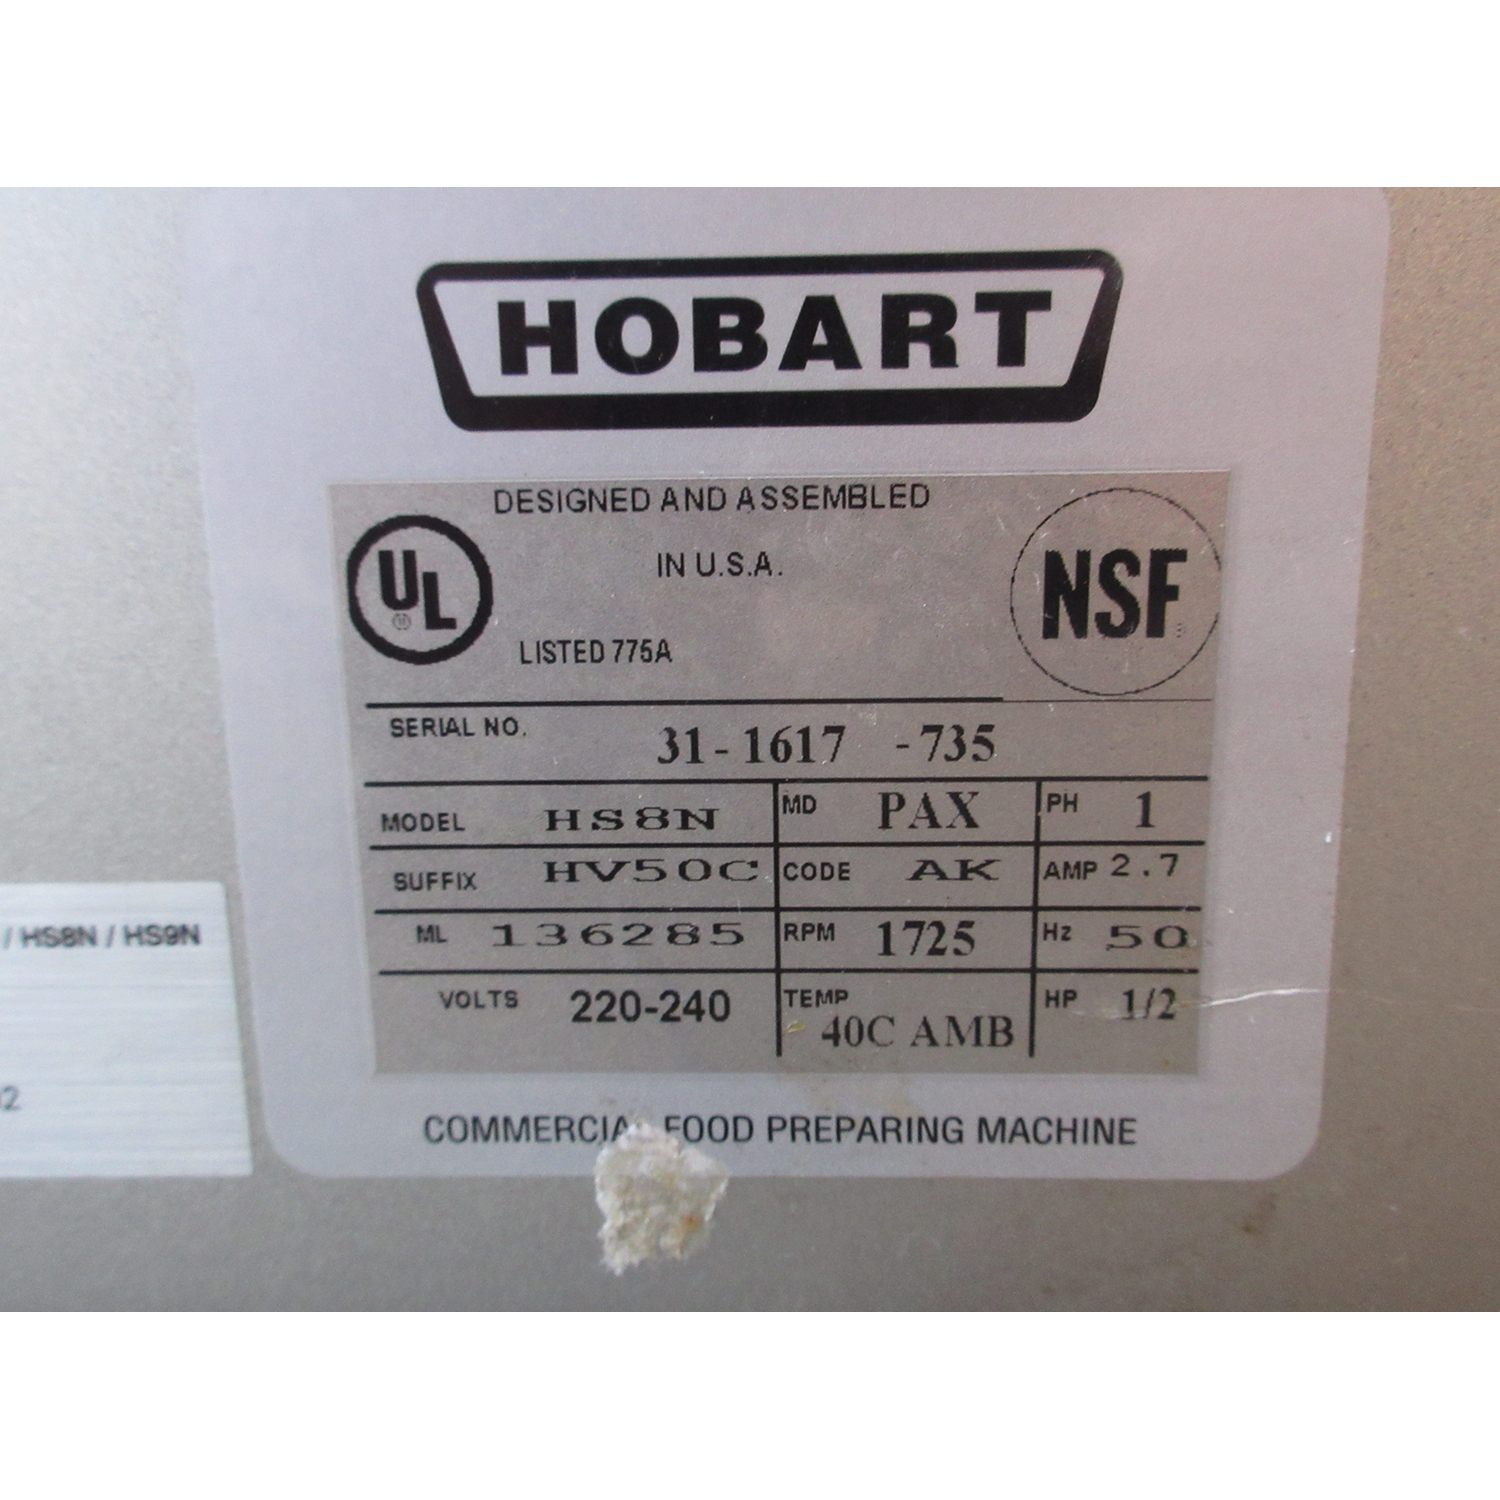 HOBART
DESIGNED AND ASSEMBLED
IN U.S.A.
UL
LISTED 775A
NSF
SERIAL NO. 31-1617 -735
MODEL HS8N MD PAX PH 1
SUFFIX HV50C CODE AK AMP 2.7
ML 136285 RPM 1725 Hz 50
VOLTS 220-240 TEMP 40C AMB HP 1/2
COMMERCIAL FOOD PREPARING MACHINE
/ HS8N / HS9N